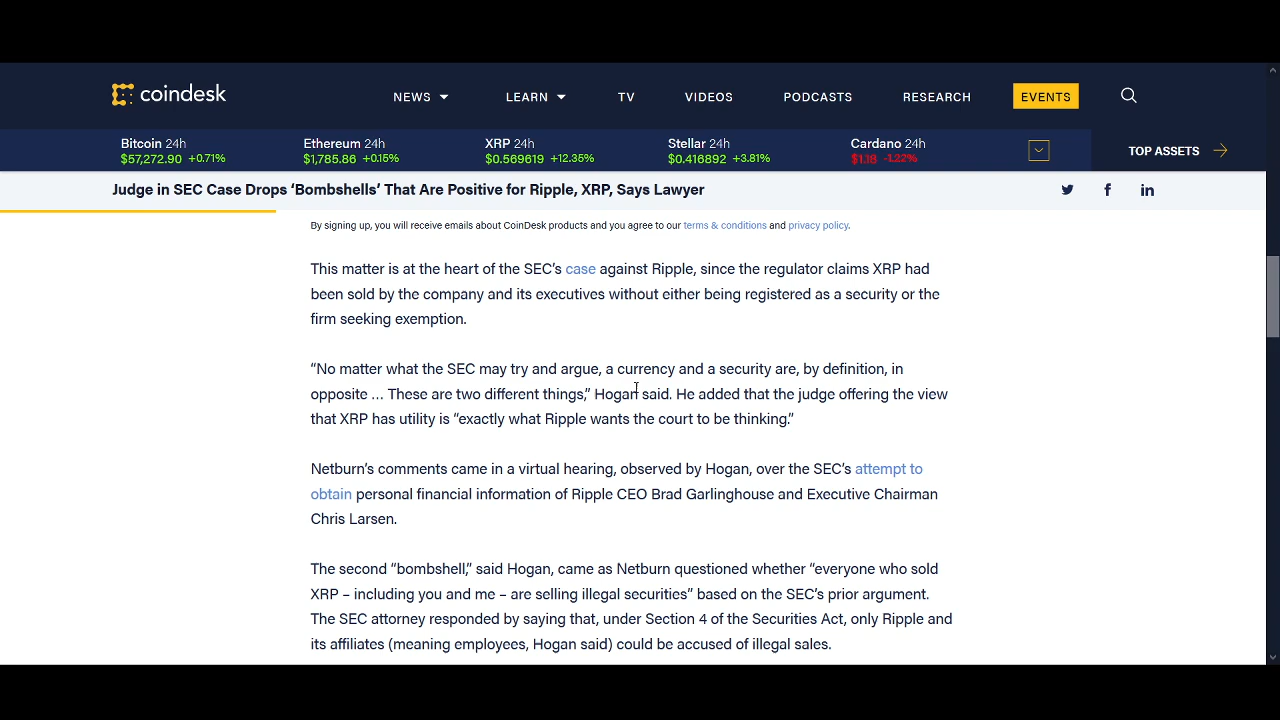 coindesk
NEWS LEARN TV VIDEOS PODCASTS RESEARCH EVENTS
Bitcoin 24h Ethereum 24h XRP 24h Stellar 24h Cardano 24h
$57,272.90 +0.71% $1,785.86 +0.15% $0.569619 +12.35% $0.416892 +3.81% $1.18 -1.22%
TOP ASSETS
Judge in SEC Case Drops ‘Bombshells’ That Are Positive for Ripple, XRP, Says Lawyer
By signing up, you will receive emails about CoinDesk products and you agree to our terms & conditions and privacy policy.
This matter is at the heart of the SEC’s case against Ripple, since the regulator claims XRP had
been sold by the company and its executives without either being registered as a security or the
firm seeking exemption.
“No matter what the SEC may try and argue, a currency and a security are, by definition, in
opposite … These are two different things,” Hogan said. He added that the judge offering the view
that XRP has utility is “exactly what Ripple wants the court to be thinking.”
Netburn’s comments came in a virtual hearing, observed by Hogan, over the SEC’s attempt to
obtain personal financial information of Ripple CEO Brad Garlinghouse and Executive Chairman
Chris Larsen.
The second “bombshell,” said Hogan, came as Netburn questioned whether “everyone who sold
XRP – including you and me – are selling illegal securities” based on the SEC’s prior argument.
The SEC attorney responded by saying that, under Section 4 of the Securities Act, only Ripple and
its affiliates (meaning employees, Hogan said) could be accused of illegal sales.